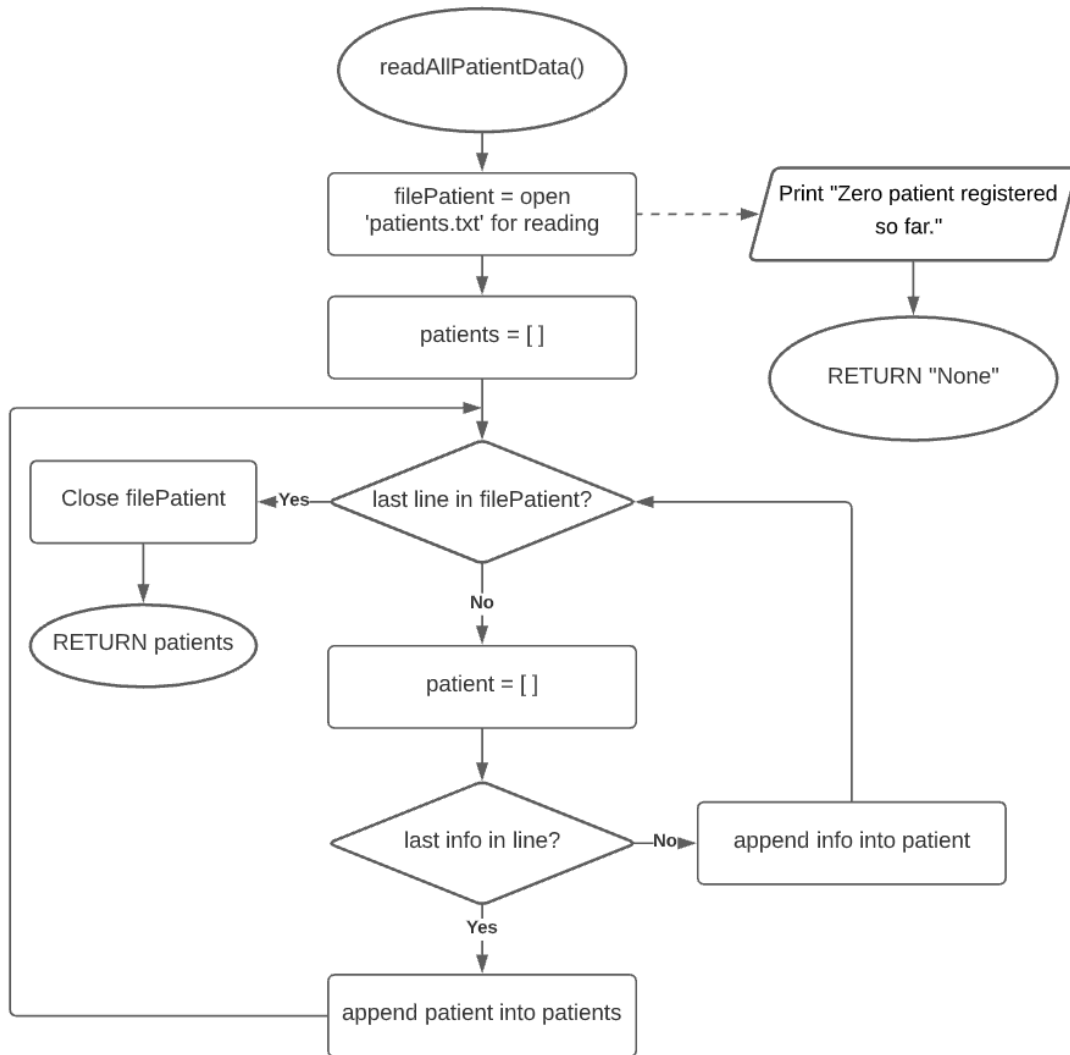 readAllPatientData()
filePatient = open
'patients.txt' for reading
Print "Zero patient registered
so far."
patients = [ ]
RETURN "None"
Close filePatient
Yes
last line in filePatient?
No
RETURN patients
patient = [ ]
last info in line?
No
append info into patient
Yes
append patient into patients